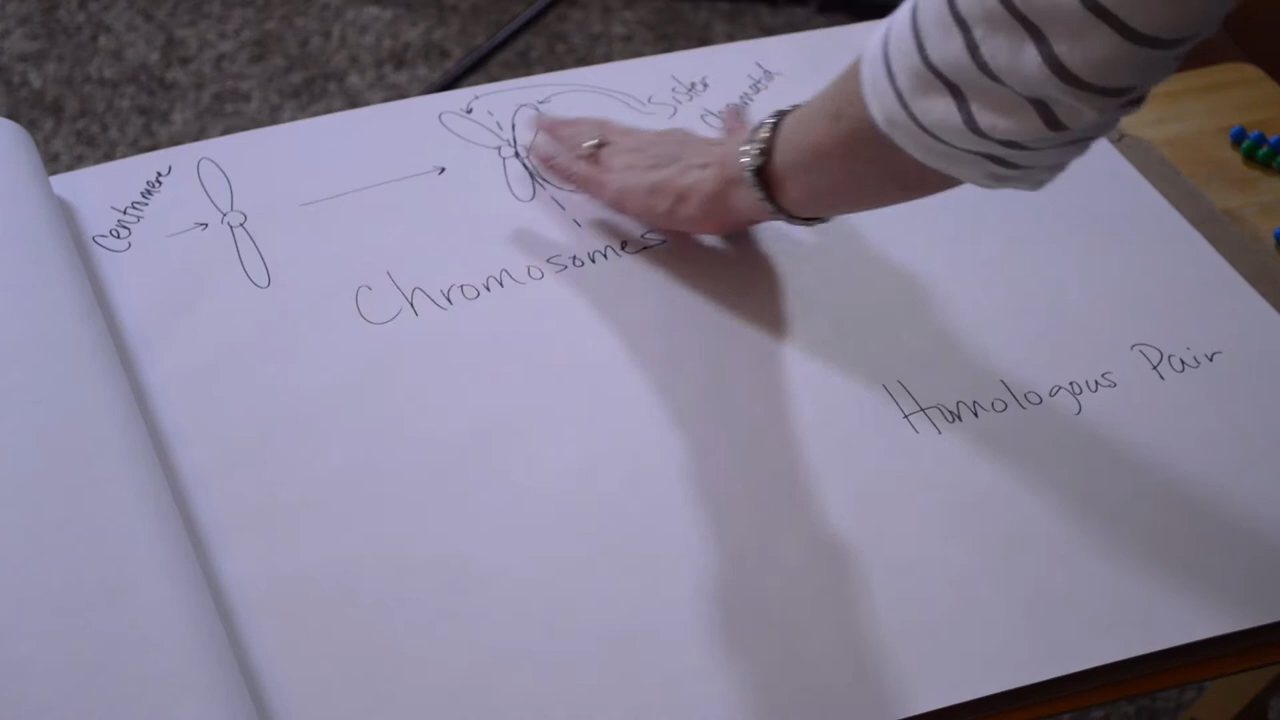 Centromere
Sister
chromatid
Chromosomes
Homologous Pair